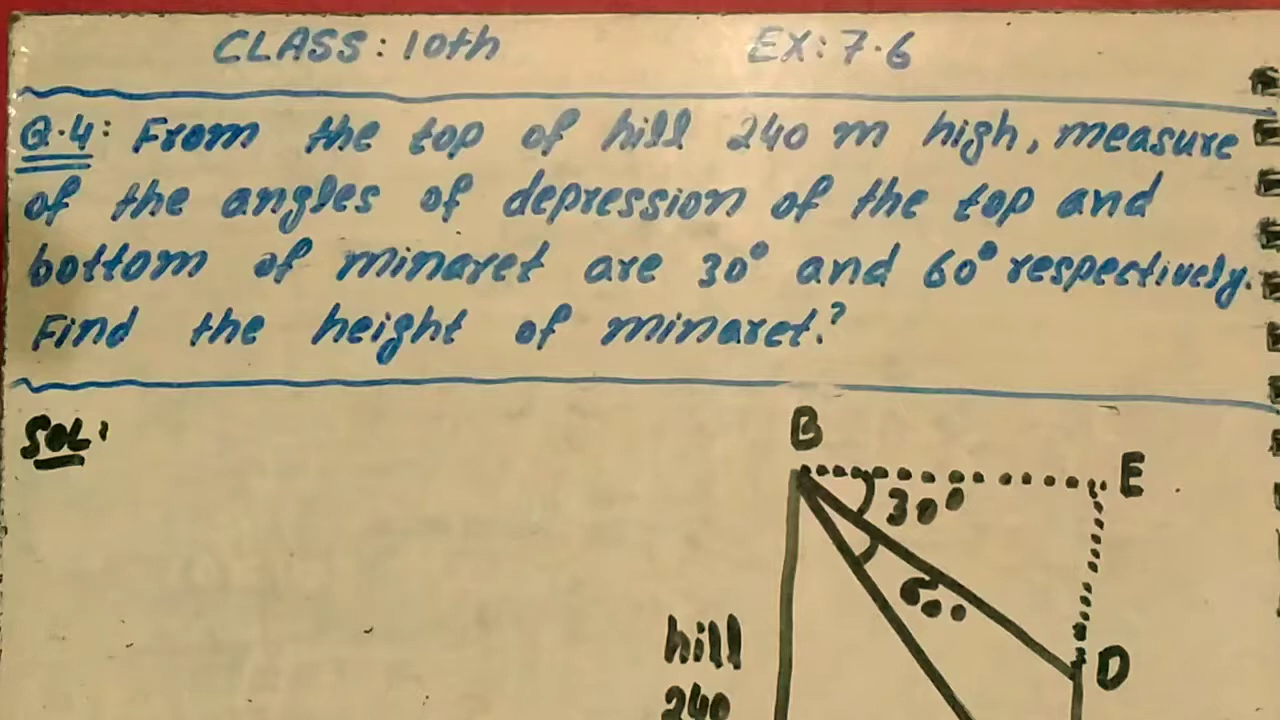 CLASS: 10th EX: 7.6
Q.4: From the top of hill 240 m high, measure
of the angles of depression of the top and
bottom of minaret are 30° and 60° respectively.
Find the height of minaret.?
SOL:
B
E
30°
60°
D
hill
240